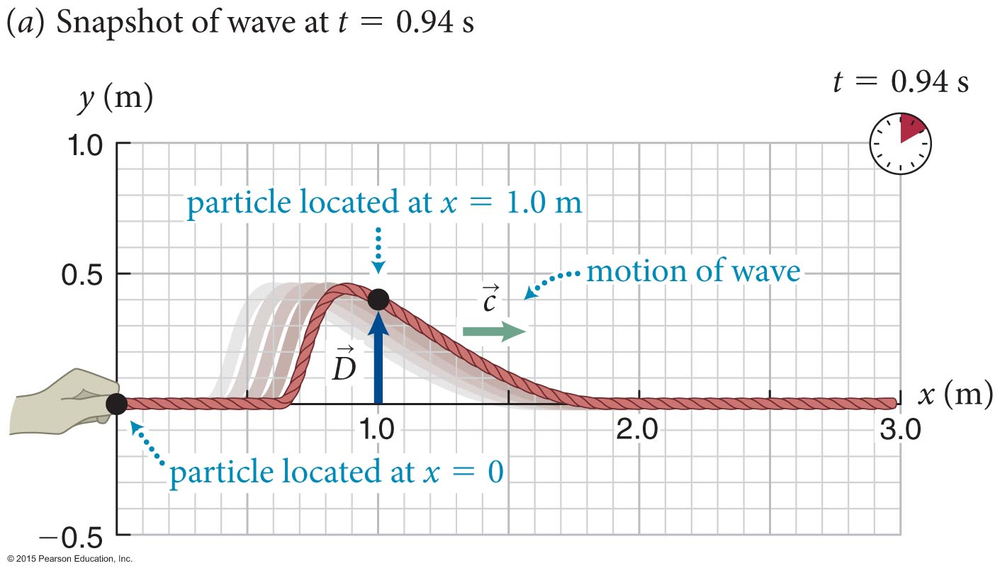 (a) Snapshot of wave at t = 0.94 s
t = 0.94 s
y (m)
1.0
particle located at x = 1.0 m
0.5
motion of wave
c⃗
D⃗
x (m)
1.0
2.0
3.0
particle located at x = 0
−0.5
© 2015 Pearson Education, Inc.